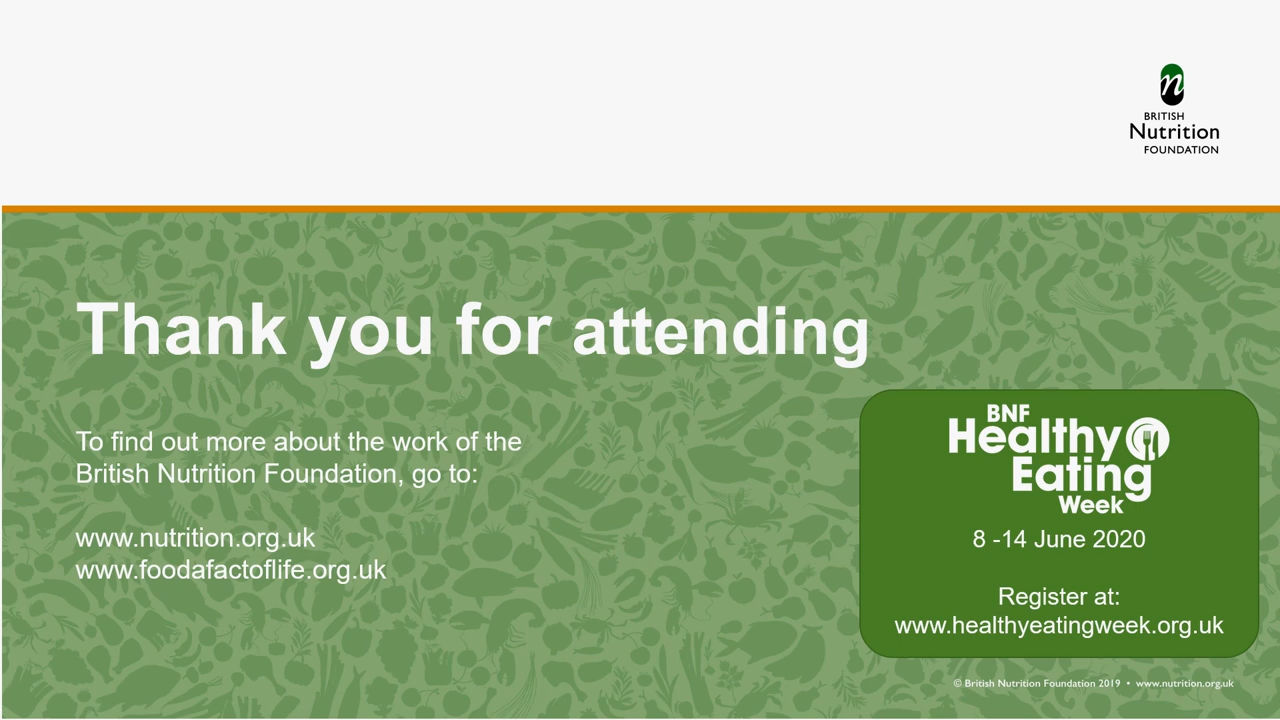 n
BRITISH
Nutrition
FOUNDATION
Thank you for attending
To find out more about the work of the
British Nutrition Foundation, go to:
www.nutrition.org.uk
www.foodafactoflife.org.uk
BNF
Healthy
Eating
Week
8 -14 June 2020
Register at:
www.healthyeatingweek.org.uk
© British Nutrition Foundation 2019 • www.nutrition.org.uk